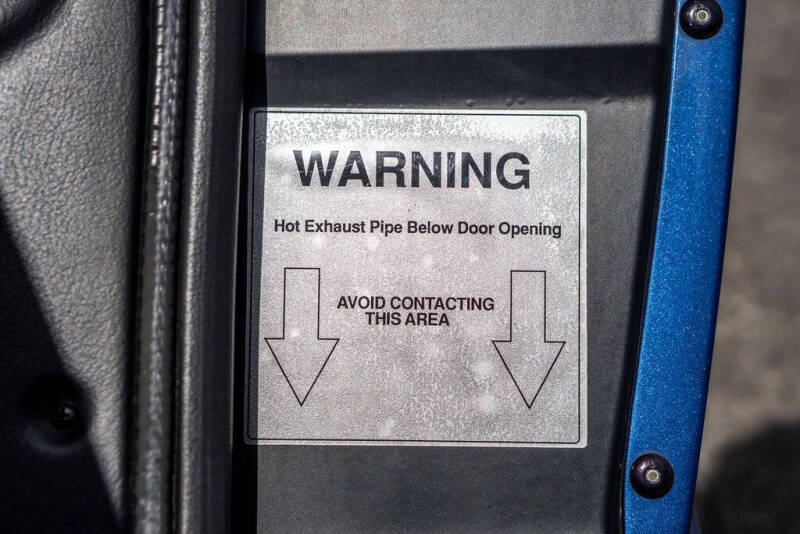 WARNING
Hot Exhaust Pipe Below Door Opening
AVOID CONTACTING
THIS AREA